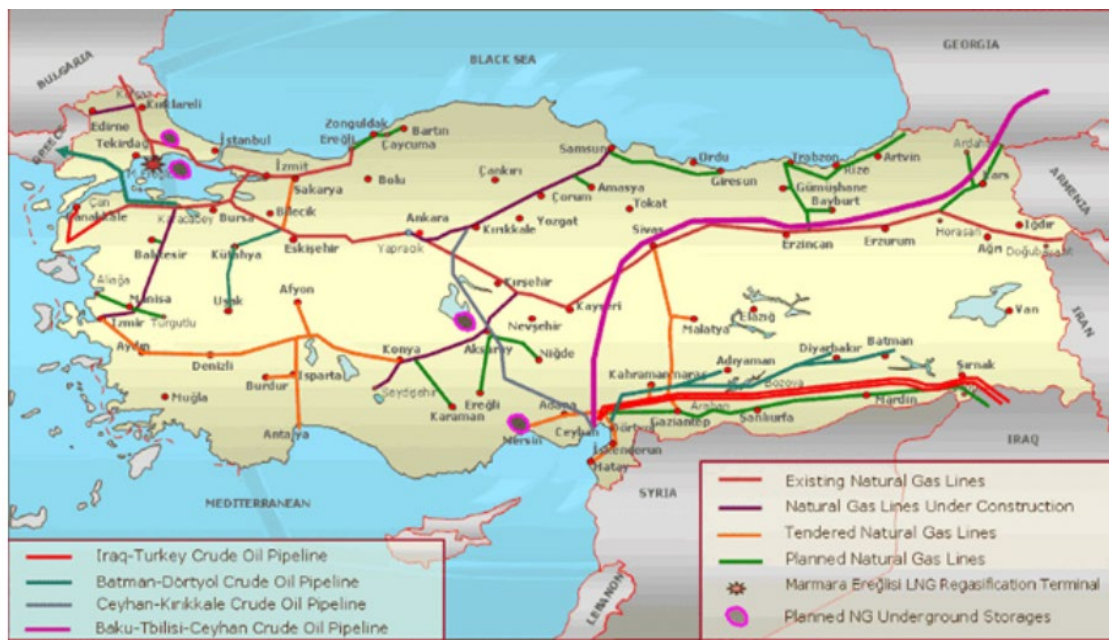 BULGARIA
BLACK SEA
GEORGIA
Kırklareli
Edirne
GREECE
Tekirdağ
İstanbul
Zonguldak
Ereğli
Bartın
Çaycuma
Samsun
Ordu
Giresun
Trabzon
Rize
Artvin
Ardahan
Kars
ARMENIA
İzmit
Sakarya
Bolu
Çankırı
Çorum
Amasya
Tokat
Gümüşhane
Bayburt
Çan
Çanakkale
Karacabey
Bursa
Bilecik
Eskişehir
Ankara
Yapracık
Kırıkkale
Yozgat
Sivas
Erzincan
Erzurum
Horasan
Ağrı
Iğdır
Balıkesir
Kütahya
Kırşehir
Kayseri
Aliağa
Manisa
Turgutlu
İzmir
Uşak
Afyon
Nevşehir
Malatya
Elazığ
Van
IRAN
Aydın
Denizli
Konya
Aksaray
Niğde
Adıyaman
Diyarbakır
Batman
Burdur
Isparta
Seydişehir
Kahramanmaraş
Bozova
Şırnak
Muğla
Karaman
Ereğli
Antalya
Mersin
Adana
Ceyhan
Dörtyol
Gaziantep
Araban
Şanlıurfa
Mardin
İskenderun
Hatay
MEDITERRANEAN
SYRIA
IRAQ
LEBANON
Iraq-Turkey Crude Oil Pipeline
Batman-Dörtyol Crude Oil Pipeline
Ceyhan-Kırıkkale Crude Oil Pipeline
Baku-Tbilisi-Ceyhan Crude Oil Pipeline
Existing Natural Gas Lines
Natural Gas Lines Under Construction
Tendered Natural Gas Lines
Planned Natural Gas Lines
Marmara Ereğlisi LNG Regasification Terminal
Planned NG Underground Storages